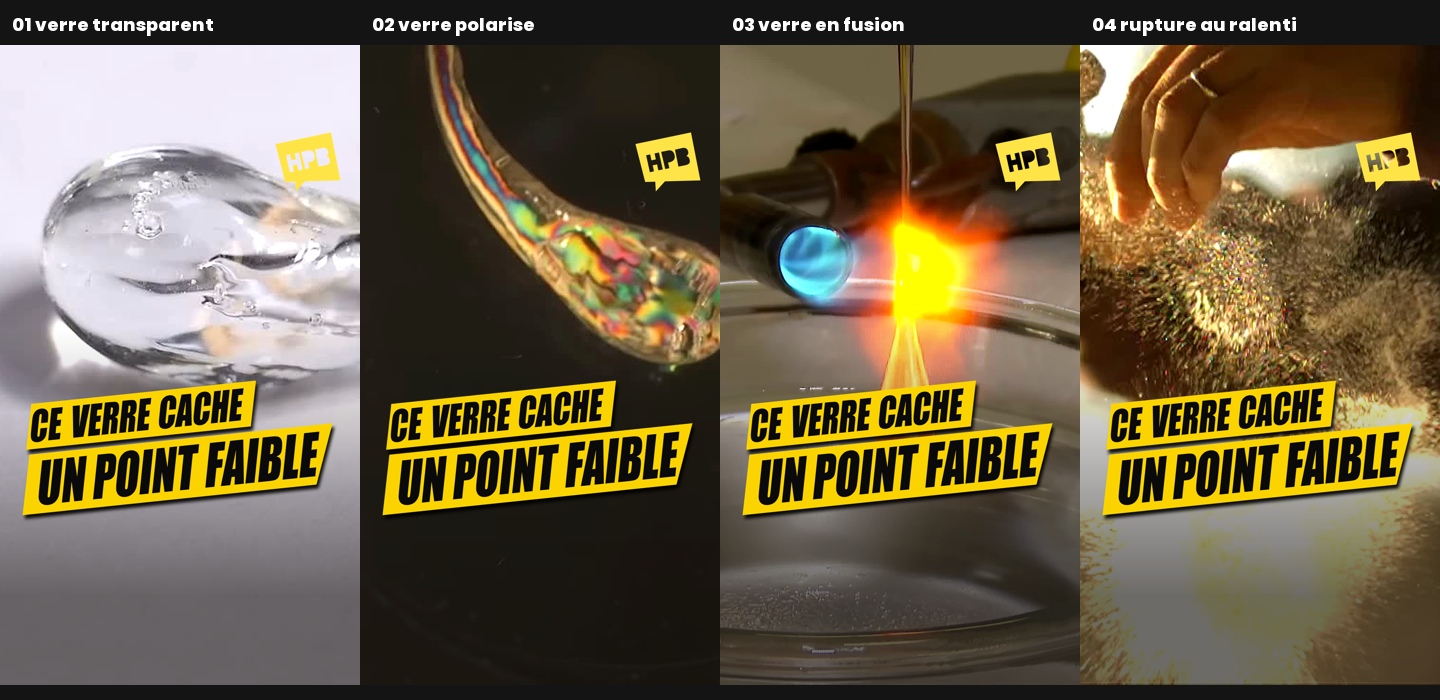 01 verre transparent
HPB
CE VERRE CACHE
UN POINT FAIBLE
02 verre polarise
HPB
CE VERRE CACHE
UN POINT FAIBLE
03 verre en fusion
HPB
CE VERRE CACHE
UN POINT FAIBLE
04 rupture au ralenti
HPB
CE VERRE CACHE
UN POINT FAIBLE